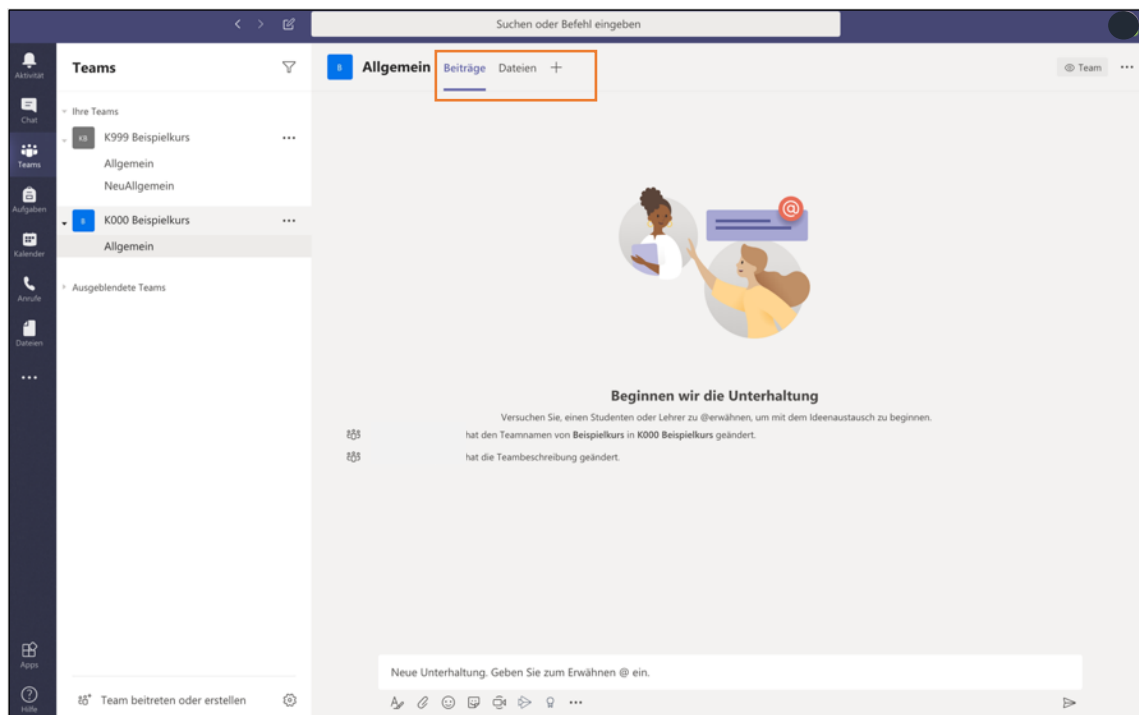 Suchen oder Befehl eingeben
Aktivität
Chat
Teams
Aufgaben
Kalender
Anrufe
Dateien
Apps
Hilfe
Teams
Ihre Teams
KB K999 Beispielkurs
Allgemein
NeuAllgemein
B K000 Beispielkurs
Allgemein
Ausgeblendete Teams
Team beitreten oder erstellen
B Allgemein Beiträge Dateien +
Team
@
Beginnen wir die Unterhaltung
Versuchen Sie, einen Studenten oder Lehrer zu @erwähnen, um mit dem Ideenaustausch zu beginnen.
hat den Teamnamen von Beispielkurs in K000 Beispielkurs geändert.
hat die Teambeschreibung geändert.
Neue Unterhaltung. Geben Sie zum Erwähnen @ ein.